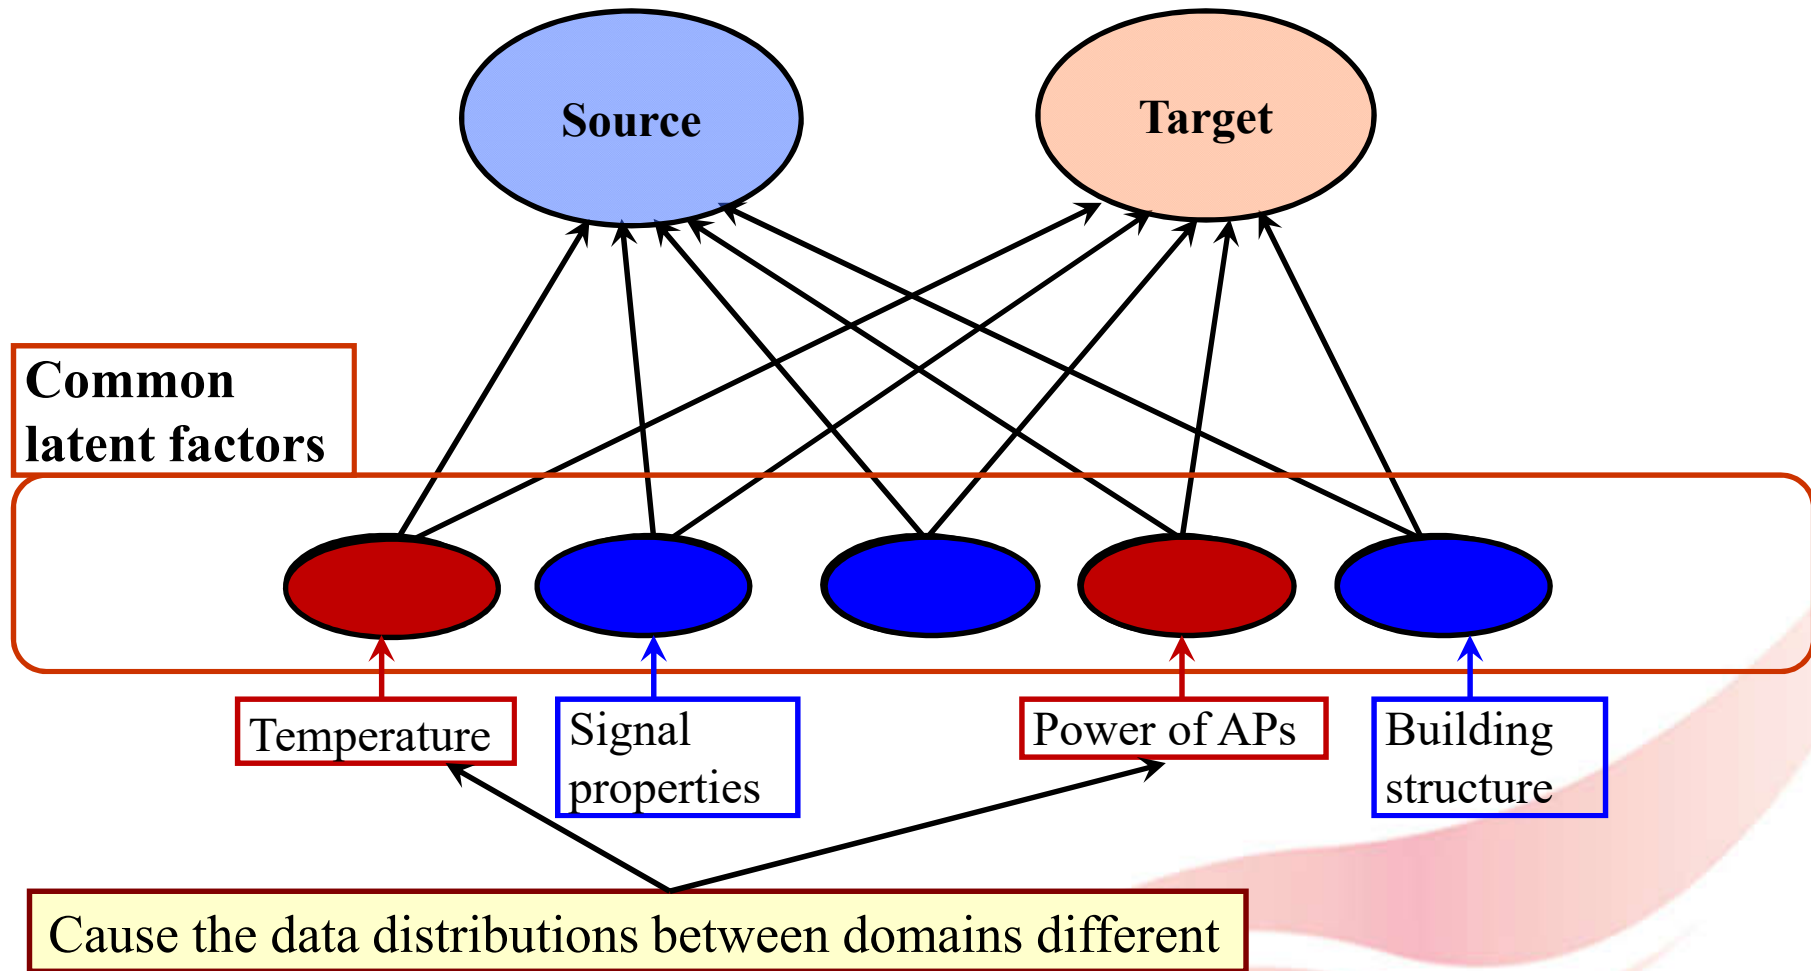 Source
Target
Common
latent factors
Temperature
Signal
properties
Power of APs
Building
structure
Cause the data distributions between domains different